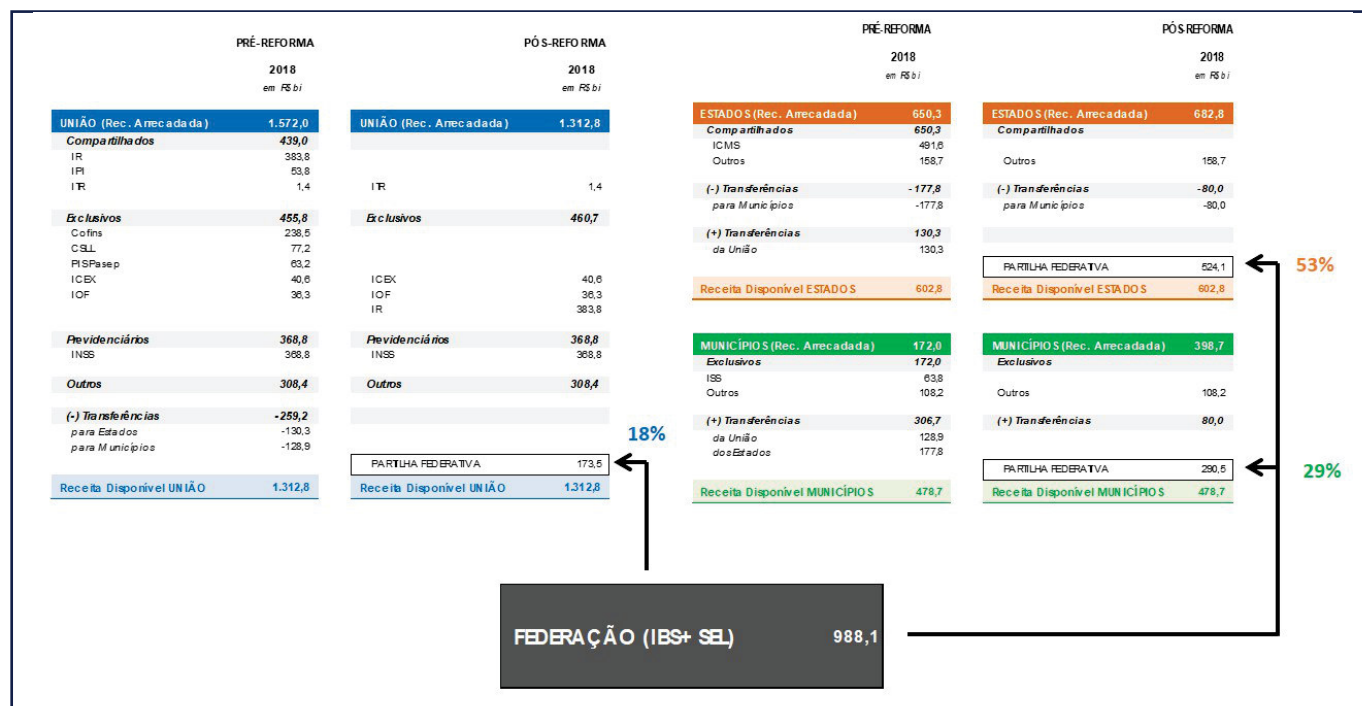 PRÉ-REFORMA PÓS-REFORMA
2018 2018
em R$ bi em R$ bi
UNIÃO (Rec. Arrecadada) 1.572,0 UNIÃO (Rec. Arrecadada) 1.312,8
Compartilhados 439,0
IR 383,8
IPI 53,8
ITR 1,4 ITR 1,4
Exclusivos 455,8 Exclusivos 460,7
Cofins 238,5
CSLL 77,2
PISPasep 63,2
ICEX 40,6 ICEX 40,6
IOF 36,3 IOF 36,3
IR 383,8
Previdenciários 368,8 Previdenciários 368,8
INSS 368,8 INSS 368,8
Outros 308,4 Outros 308,4
(-) Transferências -259,2
para Estados -130,3
para Municípios -128,9
18%
PARTILHA FEDERATIVA 173,5
Receita Disponível UNIÃO 1.312,8 Receita Disponível UNIÃO 1.312,8
PRÉ-REFORMA PÓS-REFORMA
2018 2018
em R$ bi em R$ bi
ESTADOS (Rec. Arrecadada) 650,3 ESTADOS (Rec. Arrecadada) 682,8
Compartilhados 650,3 Compartilhados
ICMS 491,6
Outros 158,7 Outros 158,7
(-) Transferências -177,8 (-) Transferências -80,0
para Municípios -177,8 para Municípios -80,0
(+) Transferências 130,3
da União 130,3
PARTILHA FEDERATIVA 524,1 53%
Receita Disponível ESTADOS 602,8 Receita Disponível ESTADOS 602,8
MUNICÍPIOS (Rec. Arrecadada) 172,0 MUNICÍPIOS (Rec. Arrecadada) 398,7
Exclusivos 172,0 Exclusivos
ISS 63,8
Outros 108,2 Outros 108,2
(+) Transferências 306,7 (+) Transferências 80,0
da União 128,9
dos Estados 177,8
PARTILHA FEDERATIVA 290,5 29%
Receita Disponível MUNICÍPIOS 478,7 Receita Disponível MUNICÍPIOS 478,7
FEDERAÇÃO (IBS+ SEL) 988,1